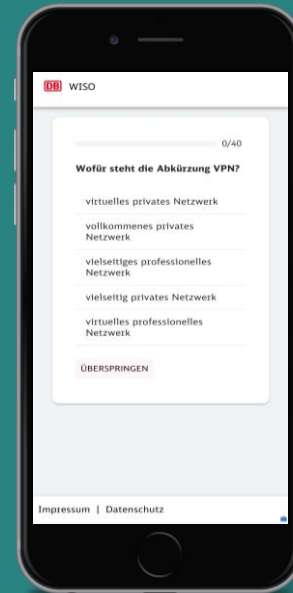 DB WISO
0/40
Wofür steht die Abkürzung VPN?
virtuelles privates Netzwerk
vollkommenes privates
Netzwerk
vielseitiges professionelles
Netzwerk
vielseitig privates Netzwerk
virtuelles professionelles
Netzwerk
ÜBERSPRINGEN
Impressum | Datenschutz